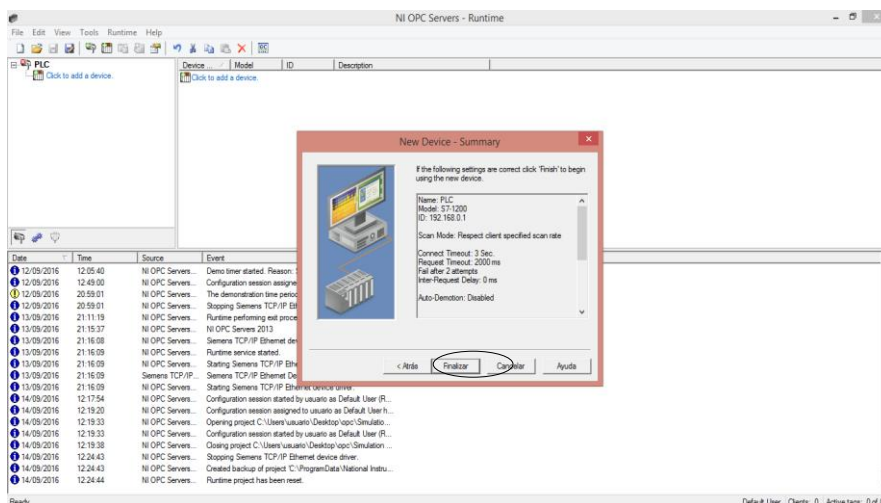 NI OPC Servers - Runtime
File Edit View Tools Runtime Help
PLC
Click to add a device.
Device ... Model ID Description
Click to add a device.
New Device - Summary
If the following settings are correct click 'Finish' to begin
using the new device.
Name: PLC
Model: S7-1200
ID: 192.168.0.1
Scan Mode: Respect client specified scan rate
Connect Timeout: 3 Sec.
Request Timeout: 2000 ms
Fail after 2 attempts
Inter-Request Delay: 0 ms
Auto-Demotion: Disabled
< Atrás Finalizar Cancelar Ayuda
Date Time Source Event
12/09/2016 12:05:40 NI OPC Servers... Demo timer started. Reason:
12/09/2016 12:49:00 NI OPC Servers... Configuration session assigne
12/09/2016 20:59:01 NI OPC Servers... The demonstration time period
12/09/2016 20:59:01 NI OPC Servers... Stopping Siemens TCP/IP Eth
13/09/2016 21:11:19 NI OPC Servers... Runtime performing exit proce
13/09/2016 21:15:37 NI OPC Servers... NI OPC Servers 2013
13/09/2016 21:16:08 NI OPC Servers... Siemens TCP/IP Ethernet dev
13/09/2016 21:16:09 NI OPC Servers... Runtime service started.
13/09/2016 21:16:09 NI OPC Servers... Starting Siemens TCP/IP Ethe
13/09/2016 21:16:09 Siemens TCP/IP... Siemens TCP/IP Ethernet De
13/09/2016 21:16:09 NI OPC Servers... Starting Siemens TCP/IP Ethernet device driver.
14/09/2016 12:17:54 NI OPC Servers... Configuration session started by usuario as Default User (R...
14/09/2016 12:19:20 NI OPC Servers... Configuration session assigned to usuario as Default User h...
14/09/2016 12:19:33 NI OPC Servers... Opening project C:\Users\usuario\Desktop\opc\Simulatio...
14/09/2016 12:19:33 NI OPC Servers... Configuration session started by usuario as Default User (R...
14/09/2016 12:19:38 NI OPC Servers... Closing project C:\Users\usuario\Desktop\opc\Simulation ...
14/09/2016 12:24:43 NI OPC Servers... Stopping Siemens TCP/IP Ethernet device driver.
14/09/2016 12:24:43 NI OPC Servers... Created backup of project 'C:\ProgramData\National Instru...
14/09/2016 12:24:44 NI OPC Servers... Runtime project has been reset.
Ready Default User Clients: 0 Active tags: 0 of